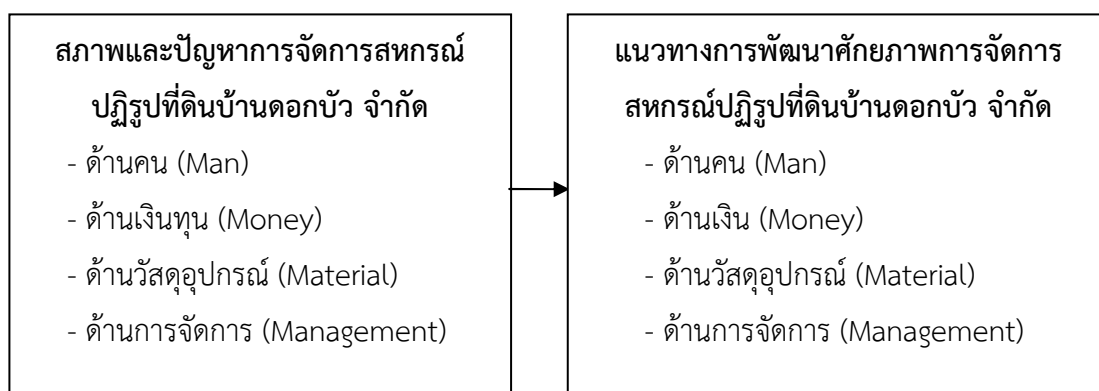 สภาพและปัญหาการจัดการสหกรณ์
ปฏิรูปที่ดินบ้านดอกบัว จำกัด
- ด้านคน (Man)
- ด้านเงินทุน (Money)
- ด้านวัสดุอุปกรณ์ (Material)
- ด้านการจัดการ (Management)
แนวทางการพัฒนาศักยภาพการจัดการ
สหกรณ์ปฏิรูปที่ดินบ้านดอกบัว จำกัด
- ด้านคน (Man)
- ด้านเงิน (Money)
- ด้านวัสดุอุปกรณ์ (Material)
- ด้านการจัดการ (Management)